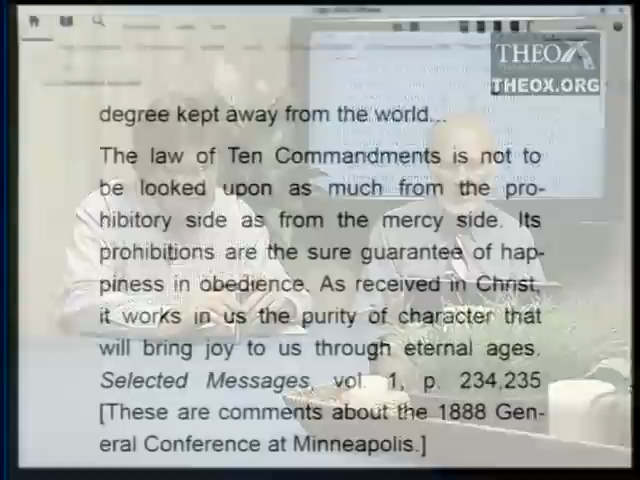 THEOX
THEOX.ORG
degree kept away from the world...
The law of Ten Commandments is not to
be looked upon as much from the pro-
hibitory side as from the mercy side. Its
prohibitions are the sure guarantee of hap-
piness in obedience. As received in Christ,
it works in us the purity of character that
will bring joy to us through eternal ages.
Selected Messages, vol. 1, p. 234,235
[These are comments about the 1888 Gen-
eral Conference at Minneapolis.]